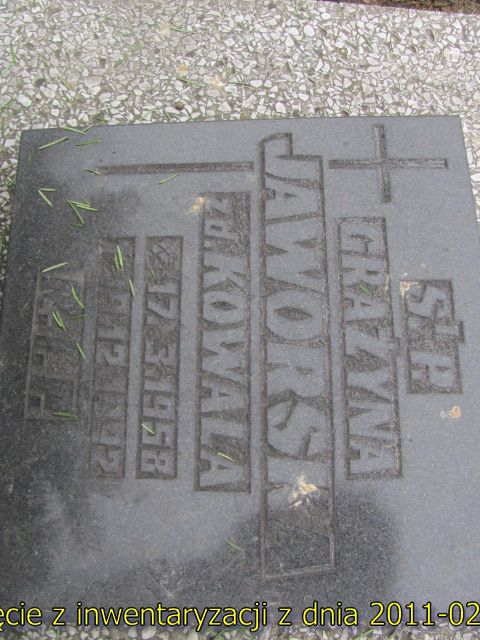 Ś.P.
GRAŻYNA
JAWORSKA
zd. KOWALA
17.3.1958
ęcie z inwentaryzacji z dnia 2011-02